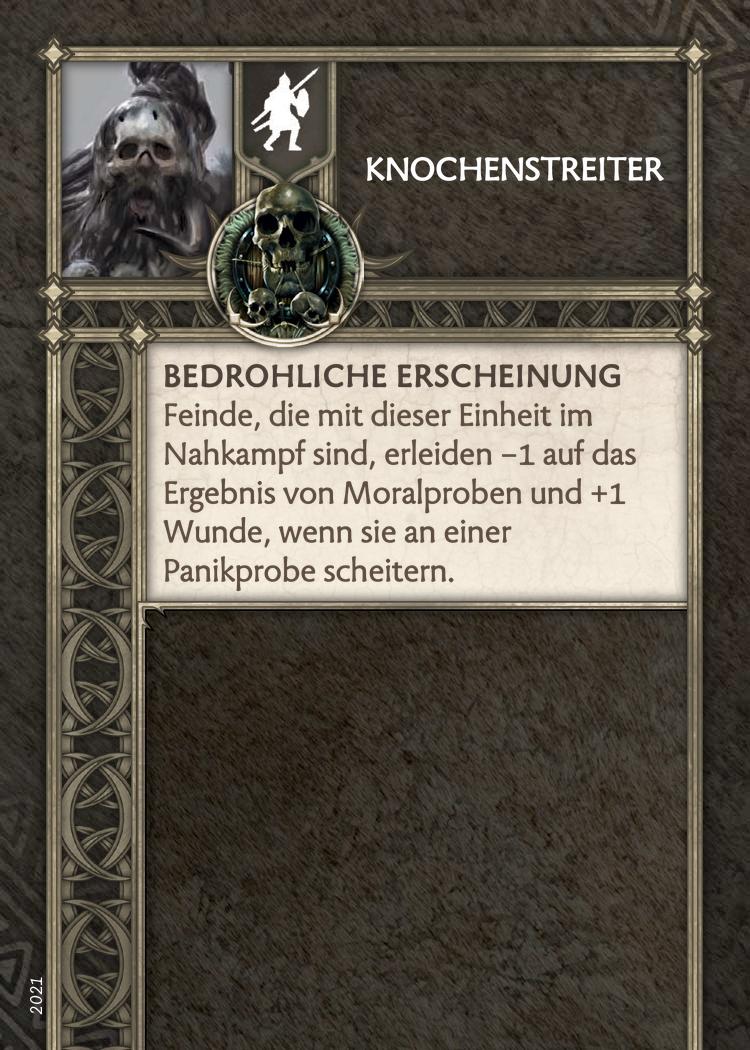 KNOCHENSTREITER
BEDROHLICHE ERSCHEINUNG
Feinde, die mit dieser Einheit im
Nahkampf sind, erleiden −1 auf das
Ergebnis von Moralproben und +1
Wunde, wenn sie an einer
Panikprobe scheitern.
2021